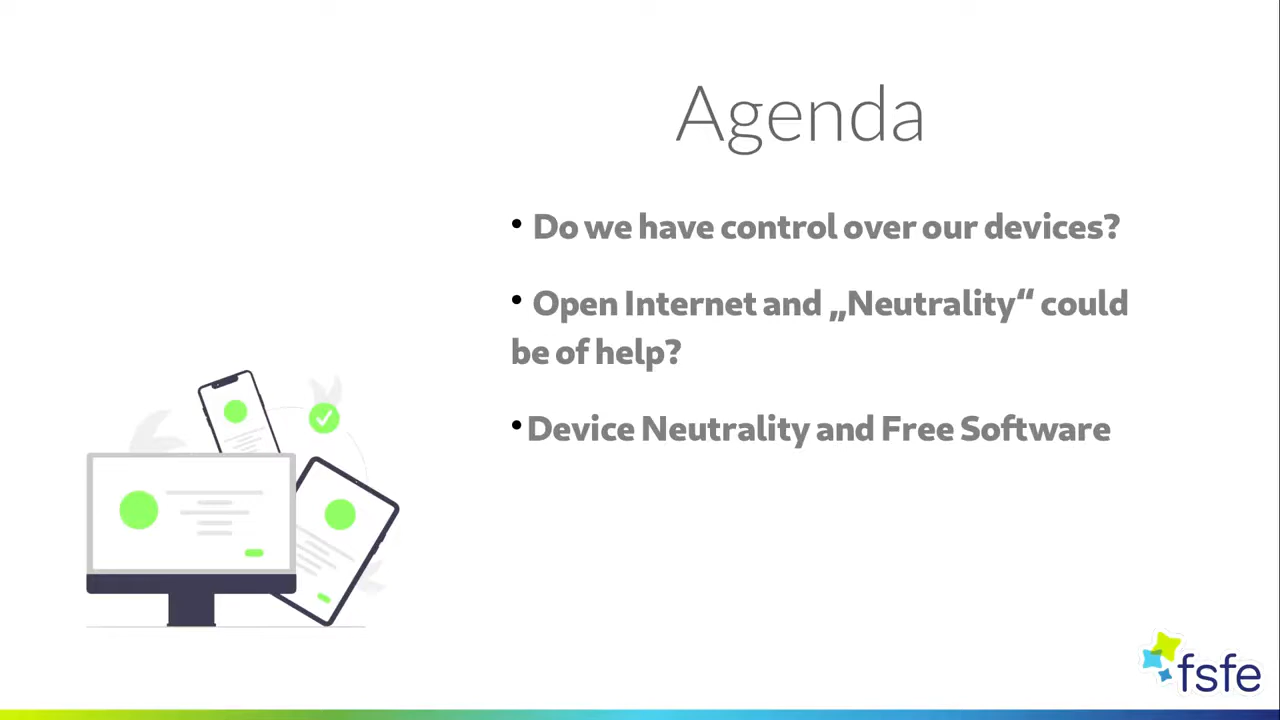 Agenda
• Do we have control over our devices?
• Open Internet and „Neutrality“ could
be of help?
• Device Neutrality and Free Software
fsfe